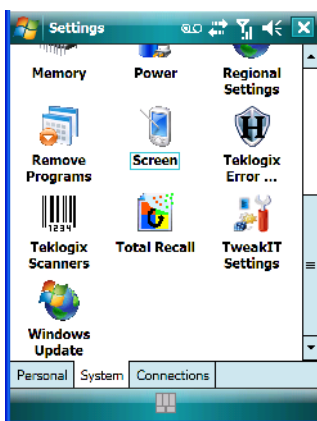 Settings
Memory Power Regional
Settings
Remove Screen Teklogix
Programs Error ...
1234
Teklogix Total Recall TweakIT
Scanners Settings
Windows
Update
Personal System Connections